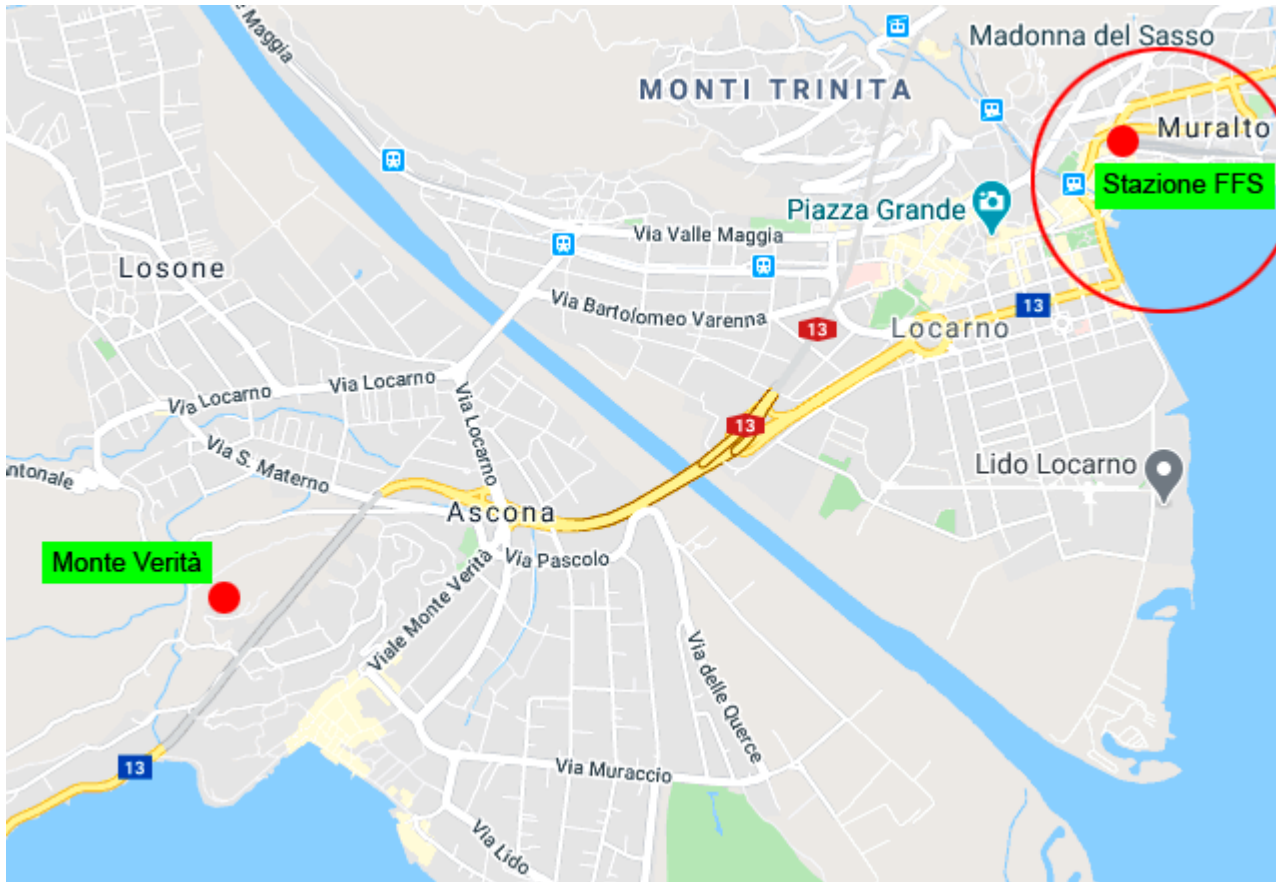 e Maggia
Madonna del Sasso
MONTI TRINITA
Muralto
Stazione FFS
Piazza Grande
Via Valle Maggia
Losone
Via Bartolomeo Varenna
13
13
Locarno
Via Locarno
Via Locarno
Via Locarno
13
Via S. Materno
Lido Locarno
ntonale
Ascona
Monte Verità
Via Pascolo
Viale Monte Verità
Via delle Querce
13
Via Muraccio
Via Lido